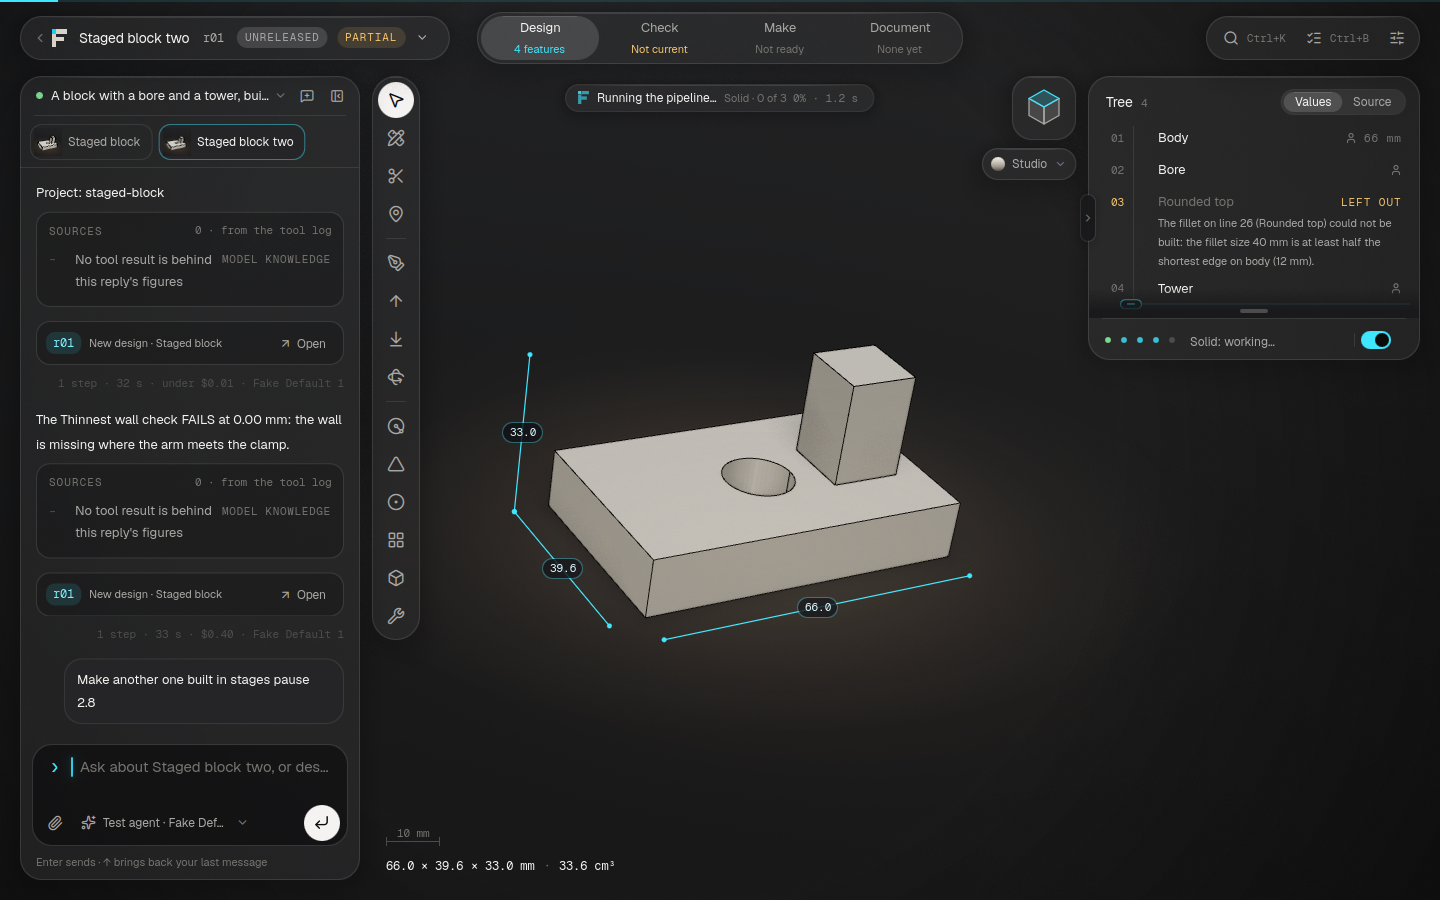 Staged block two r01 UNRELEASED PARTIAL
Design
4 features
Check
Not current
Make
Not ready
Document
None yet
Ctrl+K Ctrl+B
A block with a bore and a tower, bui...
Staged block
Staged block two
Project: staged-block
SOURCES 0 · from the tool log
– No tool result is behind MODEL KNOWLEDGE
this reply's figures
r01 New design · Staged block Open
1 step · 32 s · under $0.01 · Fake Default 1
The Thinnest wall check FAILS at 0.00 mm: the wall
is missing where the arm meets the clamp.
SOURCES 0 · from the tool log
– No tool result is behind MODEL KNOWLEDGE
this reply's figures
r01 New design · Staged block Open
1 step · 33 s · $0.40 · Fake Default 1
Make another one built in stages pause
2.8
Ask about Staged block two, or des...
Test agent · Fake Def...
Enter sends · ↑ brings back your last message
Running the pipeline... Solid · 0 of 3 0% · 1.2 s
Studio
33.0
39.6
66.0
10 mm
66.0 × 39.6 × 33.0 mm · 33.6 cm³
Tree 4 Values Source
01 Body 66 mm
02 Bore
03 Rounded top LEFT OUT
The fillet on line 26 (Rounded top) could not be
built: the fillet size 40 mm is at least half the
shortest edge on body (12 mm).
04 Tower
Solid: working...